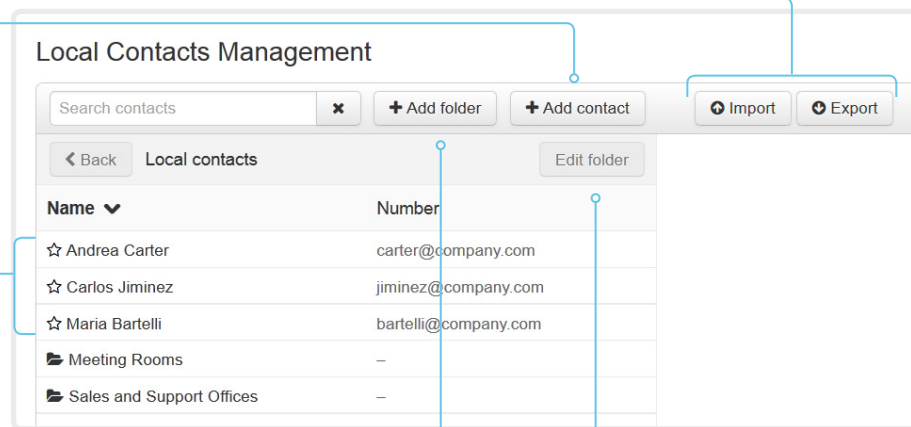 Local Contacts Management
Search contacts
Add folder
Add contact
Import
Export
Back
Local contacts
Edit folder
Name
Number
Andrea Carter
carter@company.com
Carlos Jiminez
jiminez@company.com
Maria Bartelli
bartelli@company.com
Meeting Rooms
–
Sales and Support Offices
–